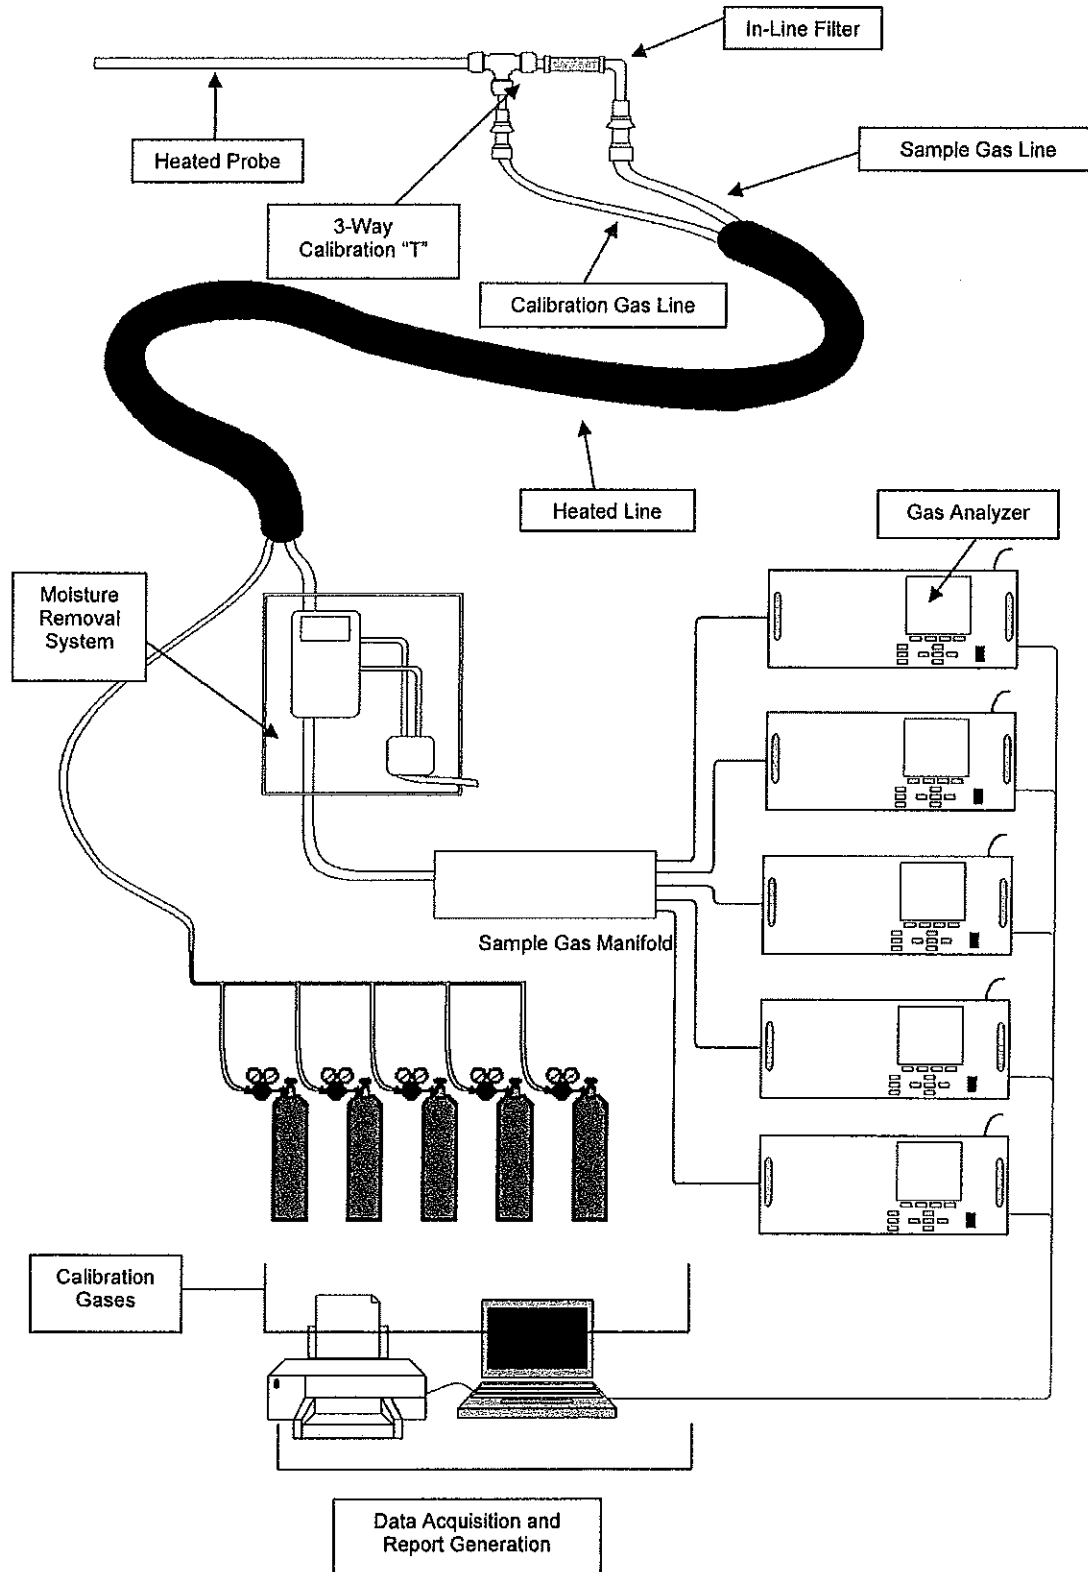 In-Line Filter
Heated Probe
Sample Gas Line
3-Way
Calibration "T"
Calibration Gas Line
Heated Line
Gas Analyzer
Moisture
Removal
System
Sample Gas Manifold
Calibration
Gases
Data Acquisition and
Report Generation